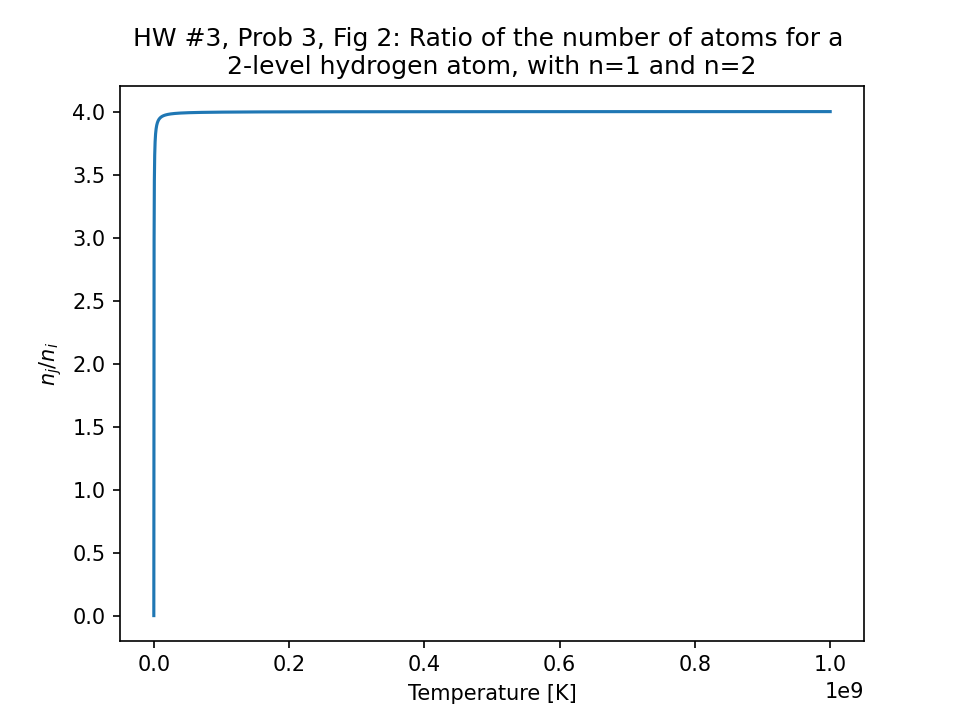 HW #3, Prob 3, Fig 2: Ratio of the number of atoms for a
2-level hydrogen atom, with n=1 and n=2
4.0
3.5
3.0
2.5
2.0
1.5
1.0
0.5
0.0
n_j/n_i
0.0 0.2 0.4 0.6 0.8 1.0
Temperature [K]
1e9